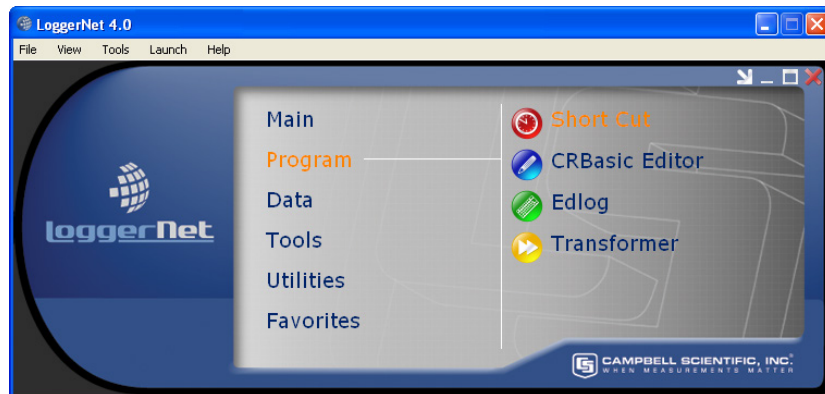 LoggerNet 4.0
File View Tools Launch Help
Main
Program
Data
Tools
Utilities
Favorites
Short Cut
CRBasic Editor
Edlog
Transformer
LoggerNet
CAMPBELL SCIENTIFIC, INC.®
WHEN MEASUREMENTS MATTER